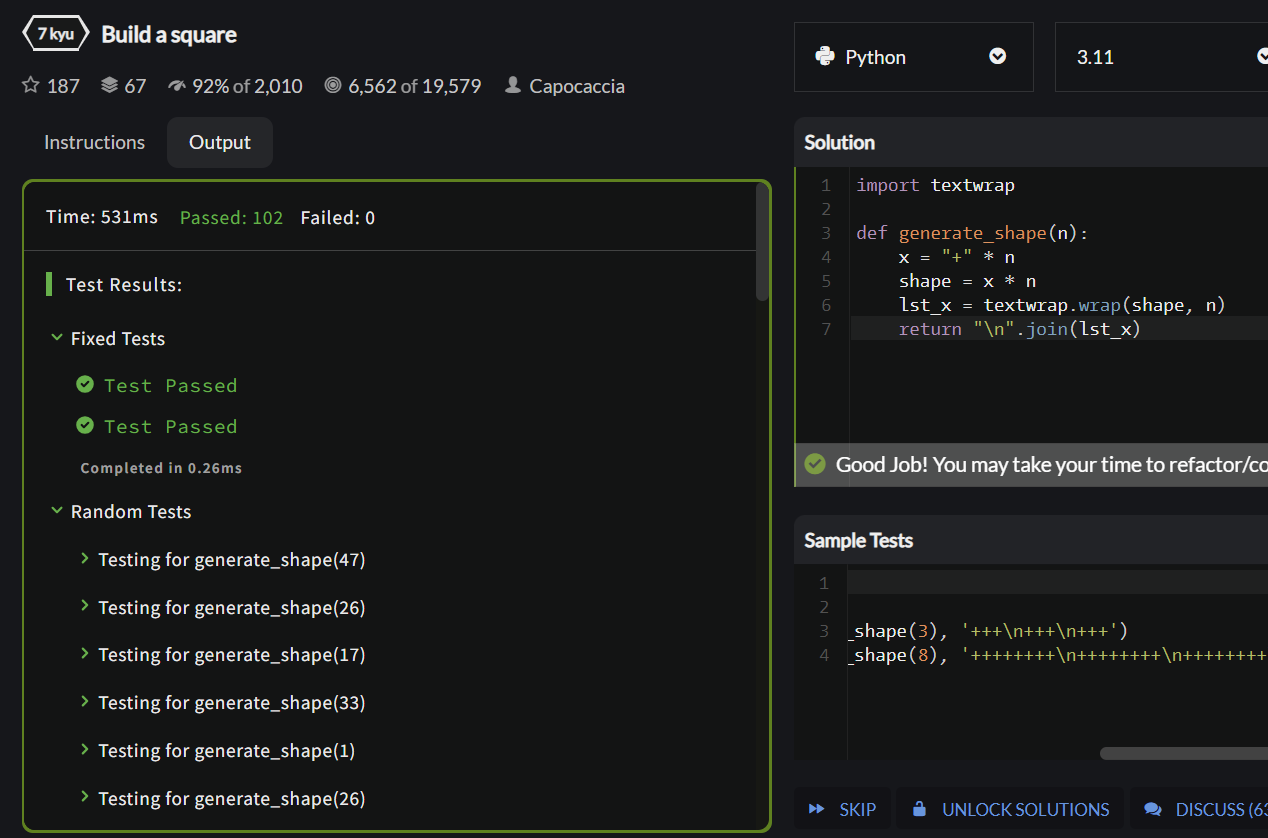 7 kyu Build a square
187 67 92% of 2,010 6,562 of 19,579 Capocaccia
Instructions Output
Time: 531ms Passed: 102 Failed: 0
Test Results:
Fixed Tests
Test Passed
Test Passed
Completed in 0.26ms
Random Tests
Testing for generate_shape(47)
Testing for generate_shape(26)
Testing for generate_shape(17)
Testing for generate_shape(33)
Testing for generate_shape(1)
Testing for generate_shape(26)
Python 3.11
Solution
1 import textwrap
2
3 def generate_shape(n):
4     x = "+" * n
5     shape = x * n
6     lst_x = textwrap.wrap(shape, n)
7     return "\n".join(lst_x)
Good Job! You may take your time to refactor/co
Sample Tests
1
2
3 _shape(3), '+++\n+++\n+++')
4 _shape(8), '++++++++\n++++++++\n++++++++
SKIP UNLOCK SOLUTIONS DISCUSS (63